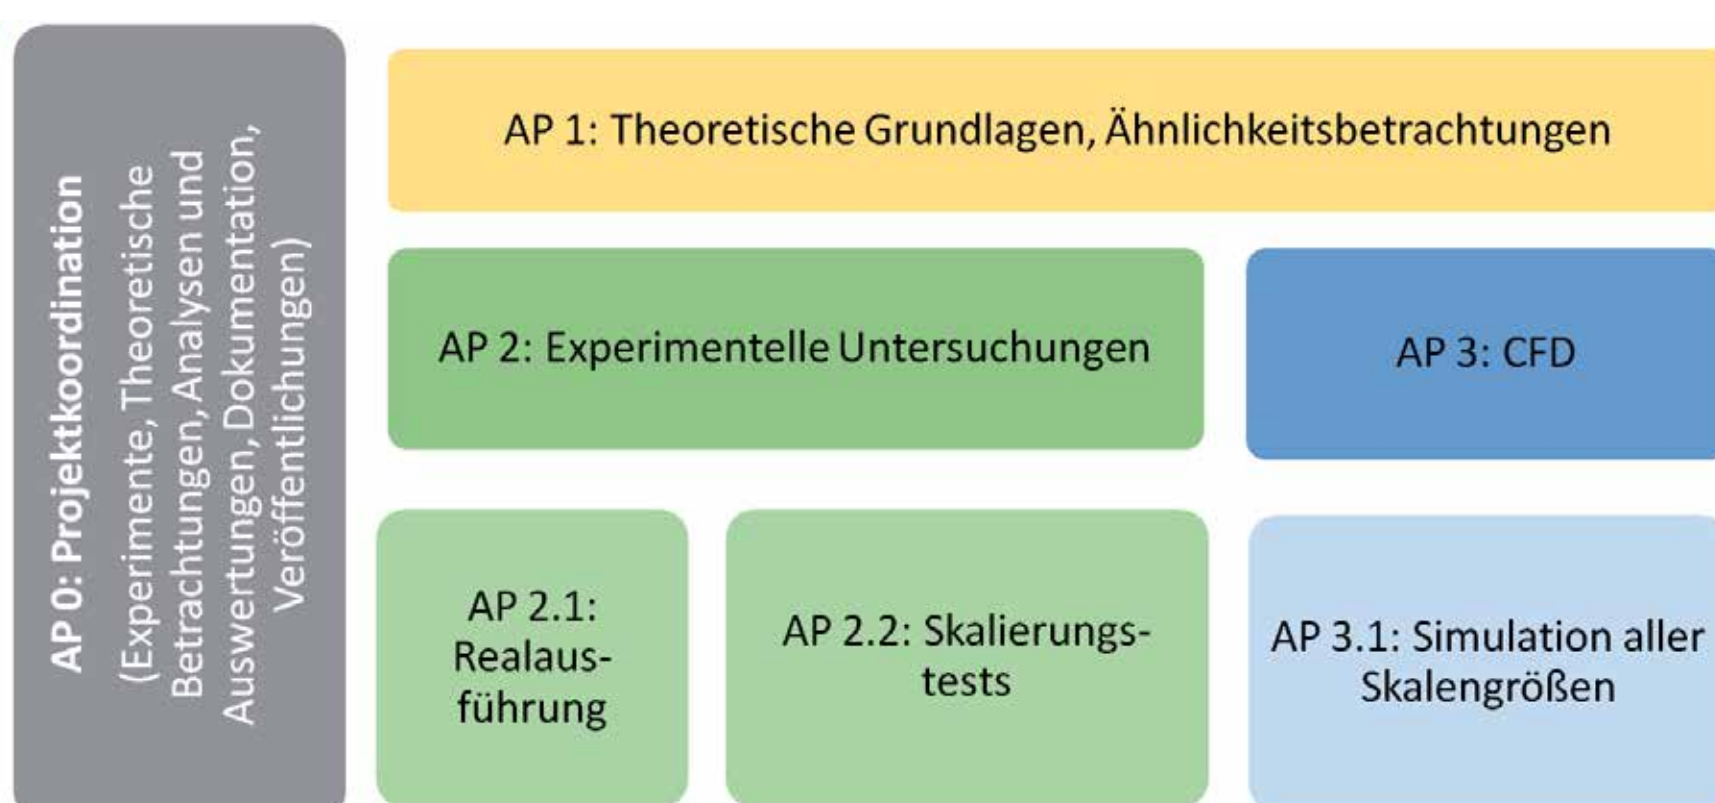 AP 0: Projektkoordination
(Experimente, Theoretische
Betrachtungen, Analysen und
Auswertungen, Dokumentation,
Veröffentlichungen)
AP 1: Theoretische Grundlagen, Ähnlichkeitsbetrachtungen
AP 2: Experimentelle Untersuchungen
AP 3: CFD
AP 2.1:
Realaus-
führung
AP 2.2: Skalierungs-
tests
AP 3.1: Simulation aller
Skalengrößen